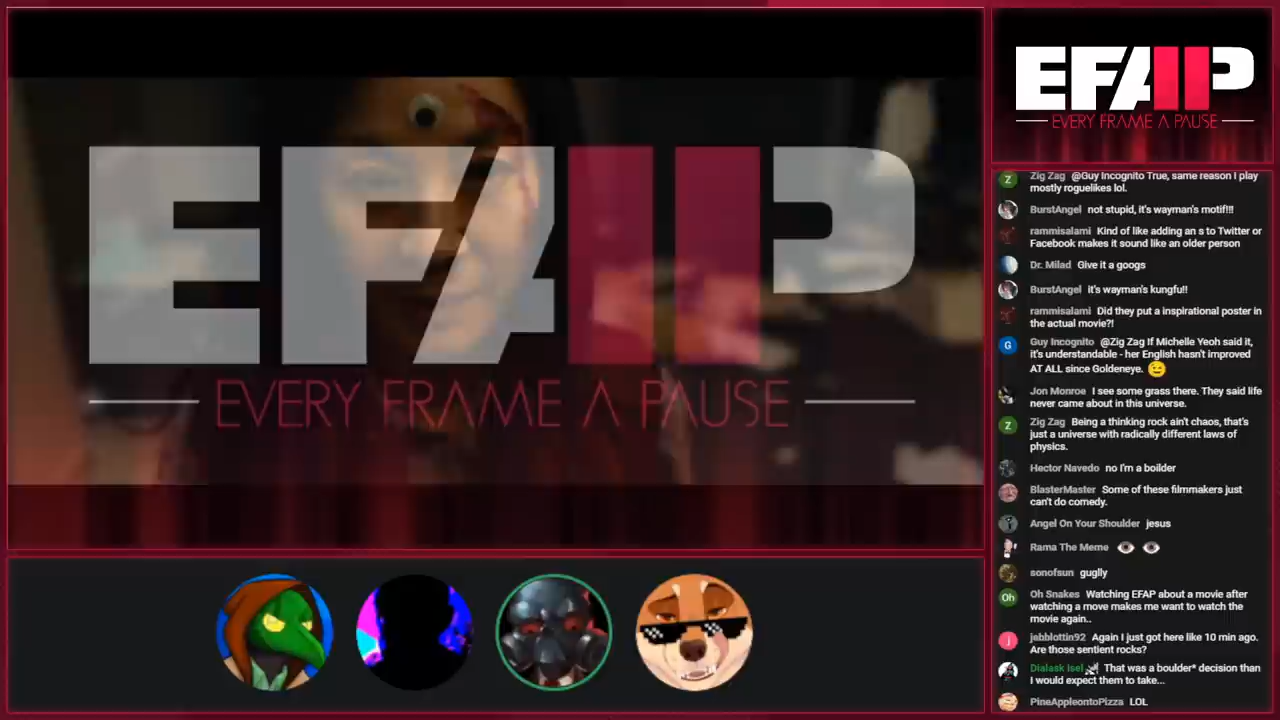 EFAP
EVERY FRAME A PAUSE
EFAP
EVERY FRAME A PAUSE
Zig Zag @Guy Incognito True, same reason I play
mostly roguelikes lol.
BurstAngel not stupid, it's wayman's motif!!!
rammisalami Kind of like adding an s to Twitter or
Facebook makes it sound like an older person
Dr. Milad Give it a googs
BurstAngel it's wayman's kungfu!!
rammisalami Did they put a inspirational poster in
the actual movie?!
G
Guy Incognito @Zig Zag If Michelle Yeoh said it,
it's understandable - her English hasn't improved
AT ALL since Goldeneye.
Jon Monroe I see some grass there. They said life
never came about in this universe.
Z
Zig Zag Being a thinking rock ain't chaos, that's
just a universe with radically different laws of
physics.
Hector Navedo no I'm a boilder
BlasterMaster Some of these filmmakers just
can't do comedy.
Angel On Your Shoulder jesus
Rama The Meme
sonofsun guglly
Oh
Oh Snakes Watching EFAP about a movie after
watching a move makes me want to watch the
movie again..
j
jebblottin92 Again I just got here like 10 min ago.
Are those sentient rocks?
Dialask Isel That was a boulder* decision than
I would expect them to take...
PineAppleontoPizza LOL